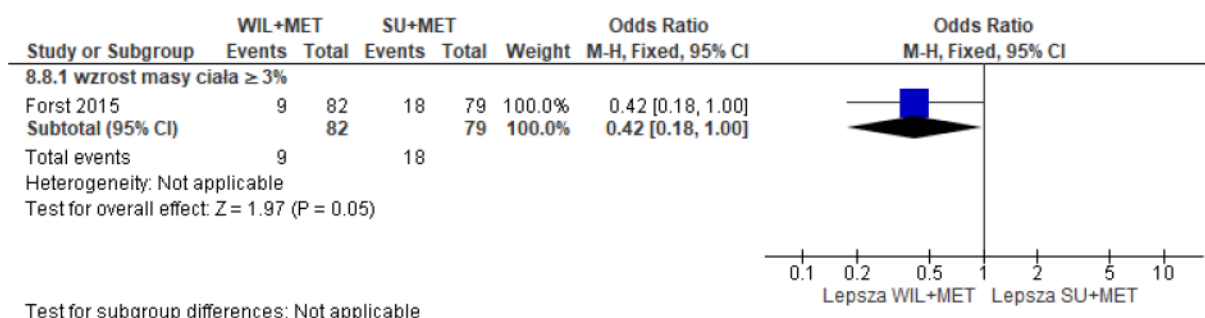 WIL+MET SU+MET Odds Ratio Odds Ratio
Study or Subgroup Events Total Events Total Weight M-H, Fixed, 95% CI M-H, Fixed, 95% CI
8.8.1 wzrost masy ciała ≥ 3%
Forst 2015 9 82 18 79 100.0% 0.42 [0.18, 1.00]
Subtotal (95% CI) 82 79 100.0% 0.42 [0.18, 1.00]
Total events 9 18
Heterogeneity: Not applicable
Test for overall effect: Z = 1.97 (P = 0.05)
0.1 0.2 0.5 1 2 5 10
Lepsza WIL+MET Lepsza SU+MET
Test for subgroup differences: Not applicable